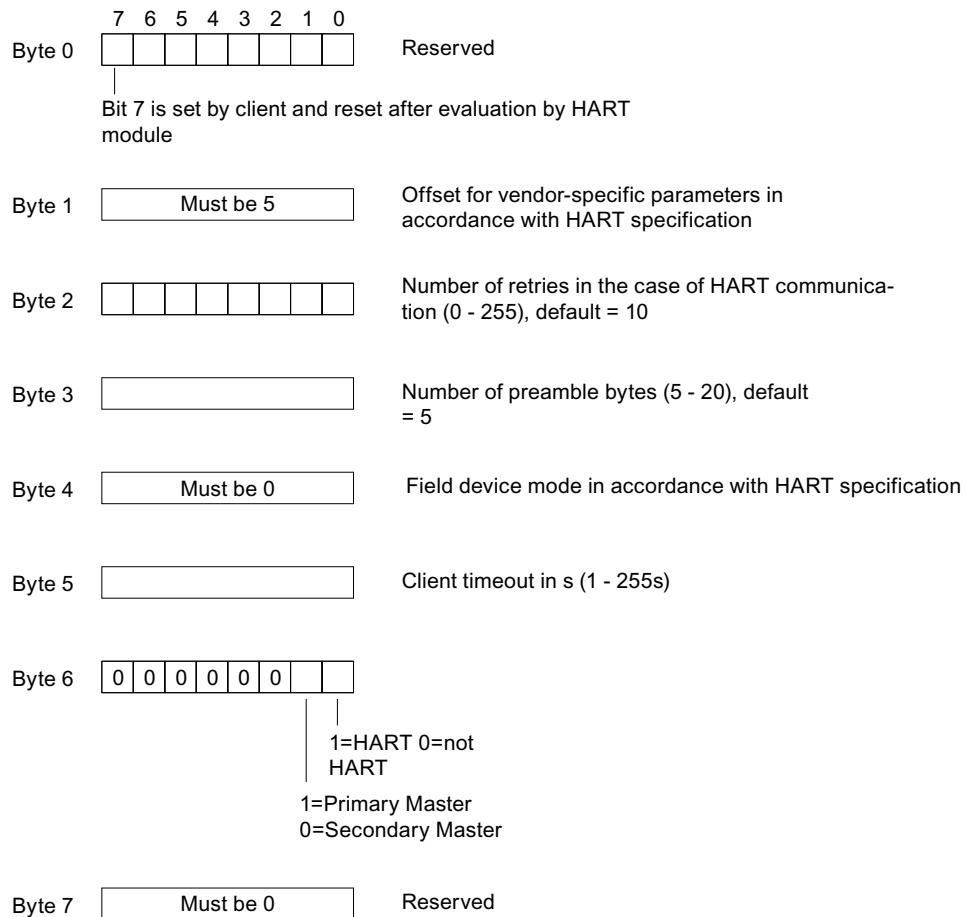 7 6 5 4 3 2 1 0
Byte 0 Reserved
Bit 7 is set by client and reset after evaluation by HART
module
Byte 1 Must be 5 Offset for vendor-specific parameters in
accordance with HART specification
Byte 2 Number of retries in the case of HART communica-
tion (0 - 255), default = 10
Byte 3 Number of preamble bytes (5 - 20), default
= 5
Byte 4 Must be 0 Field device mode in accordance with HART specification
Byte 5 Client timeout in s (1 - 255s)
Byte 6 0 0 0 0 0 0
1=HART 0=not
HART
1=Primary Master
0=Secondary Master
Byte 7 Must be 0 Reserved